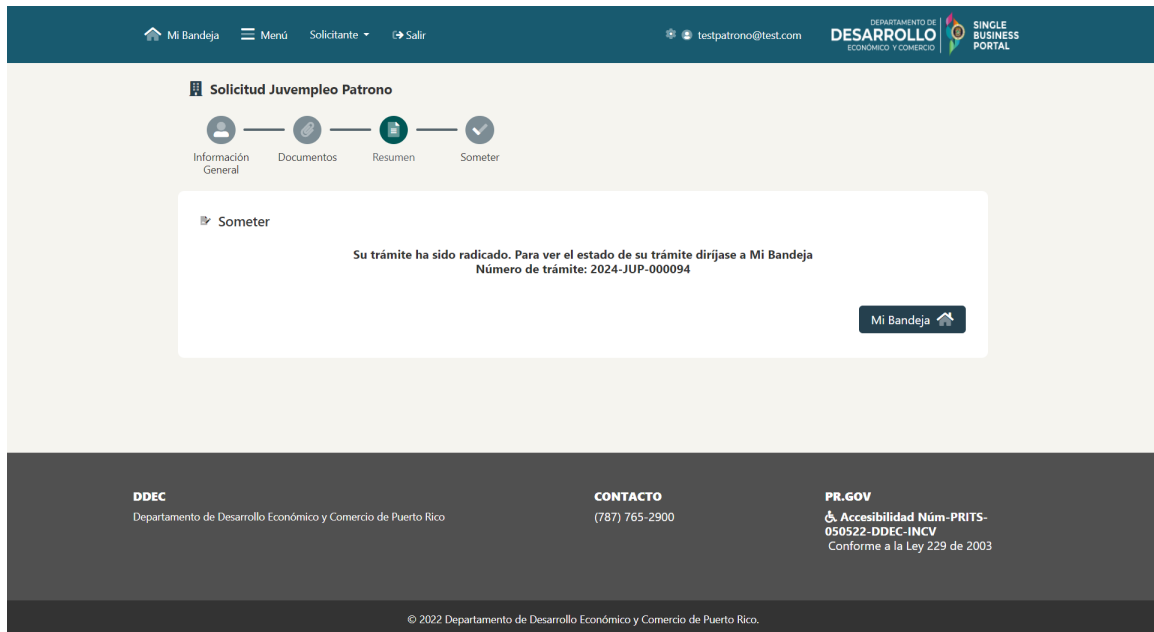 Mi Bandeja Menú Solicitante Salir testpatrono@test.com
DEPARTAMENTO DE
DESARROLLO
ECONÓMICO Y COMERCIO
SINGLE
BUSINESS
PORTAL
Solicitud Juvempleo Patrono
Información
General
Documentos
Resumen
Someter
Someter
Su trámite ha sido radicado. Para ver el estado de su trámite diríjase a Mi Bandeja
Número de trámite: 2024-JUP-000094
Mi Bandeja
DDEC
Departamento de Desarrollo Económico y Comercio de Puerto Rico
CONTACTO
(787) 765-2900
PR.GOV
Accesibilidad Núm-PRITS-
050522-DDEC-INCV
Conforme a la Ley 229 de 2003
© 2022 Departamento de Desarrollo Económico y Comercio de Puerto Rico.